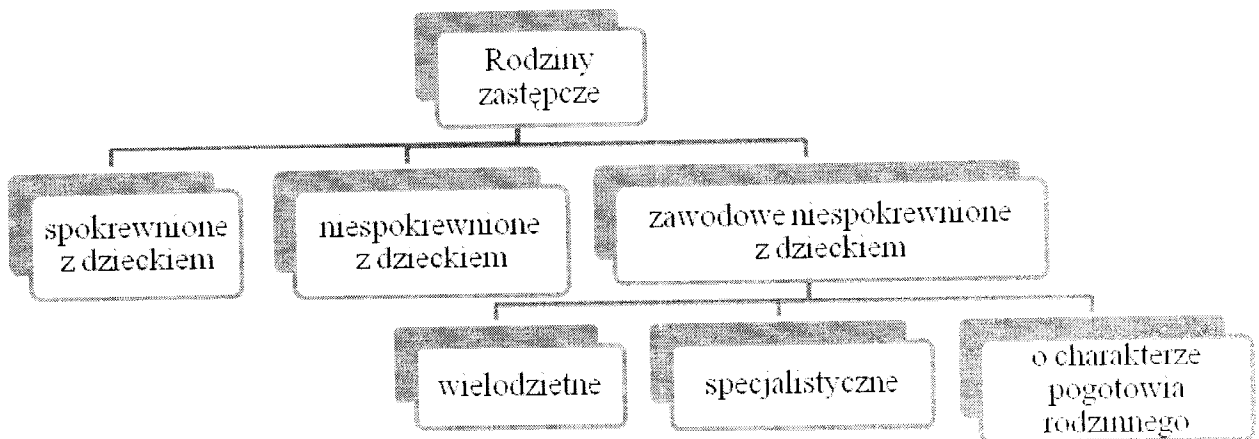 Rodziny
zastępcze
spokrewnione
z dzieckiem
niespokrewnione
z dzieckiem
zawodowe niespokrewnione
z dzieckiem
wielodzietne
specjalistyczne
o charakterze
pogotowia
rodzinnego